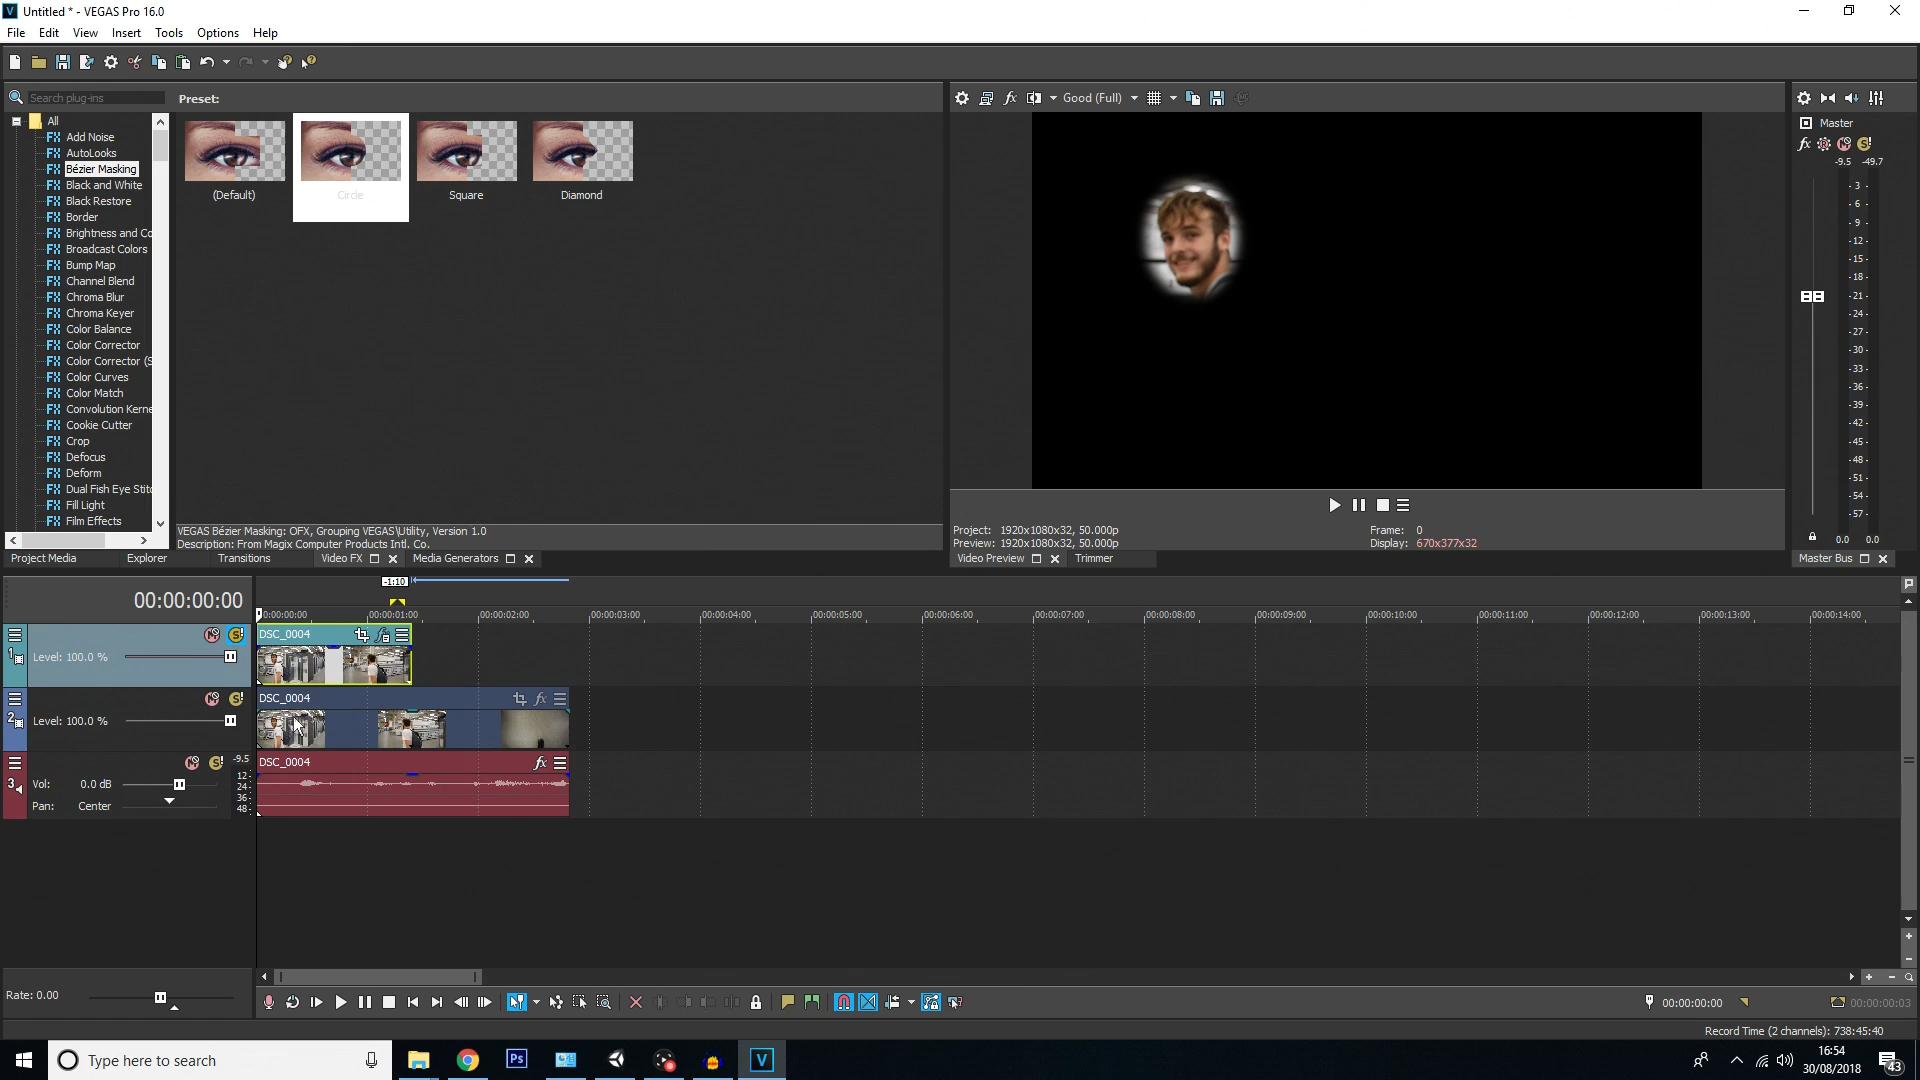 Untitled * - VEGAS Pro 16.0
File Edit View Insert Tools Options Help
Search plug-ins
Preset:
All
Add Noise
AutoLooks
Bézier Masking
Black and White
Black Restore
Border
Brightness and Co
Broadcast Colors
Bump Map
Channel Blend
Chroma Blur
Chroma Keyer
Color Balance
Color Corrector
Color Corrector (S
Color Curves
Color Match
Convolution Kerne
Cookie Cutter
Crop
Defocus
Deform
Dual Fish Eye Stitc
Fill Light
Film Effects
(Default) Circle Square Diamond
VEGAS Bézier Masking: OFX, Grouping VEGAS\Utility, Version 1.0
Description: From Magix Computer Products Intl. Co.
Project Media Explorer Transitions Video FX Media Generators
Good (Full)
Project: 1920x1080x32, 50.000p
Preview: 1920x1080x32, 50.000p
Frame: 0
Display: 670x377x32
Video Preview Trimmer
Master
-9.5 -49.7
- 3 -
- 6 -
- 9 -
-12-
-15-
-18-
-21-
-24-
-27-
-30-
-33-
-36-
-39-
-42-
-45-
-48-
-51-
-54-
-57-
0.0 0.0
Master Bus
-1:10
00:00:00:00
00:00:00:00 00:00:01:00 00:00:02:00 00:00:03:00 00:00:04:00 00:00:05:00 00:00:06:00 00:00:07:00 00:00:08:00 00:00:09:00 00:00:10:00 00:00:11:00 00:00:12:00 00:00:13:00 00:00:14:00
1 Level: 100.0 %
DSC_0004
2 Level: 100.0 %
DSC_0004
3 Vol: 0.0 dB
Pan: Center
-9.5
12
24
36
48
DSC_0004
Rate: 0.00
00:00:00:00
00:00:00:03
Record Time (2 channels): 738:45:40
Type here to search
Ps
V
16:54
30/08/2018
43